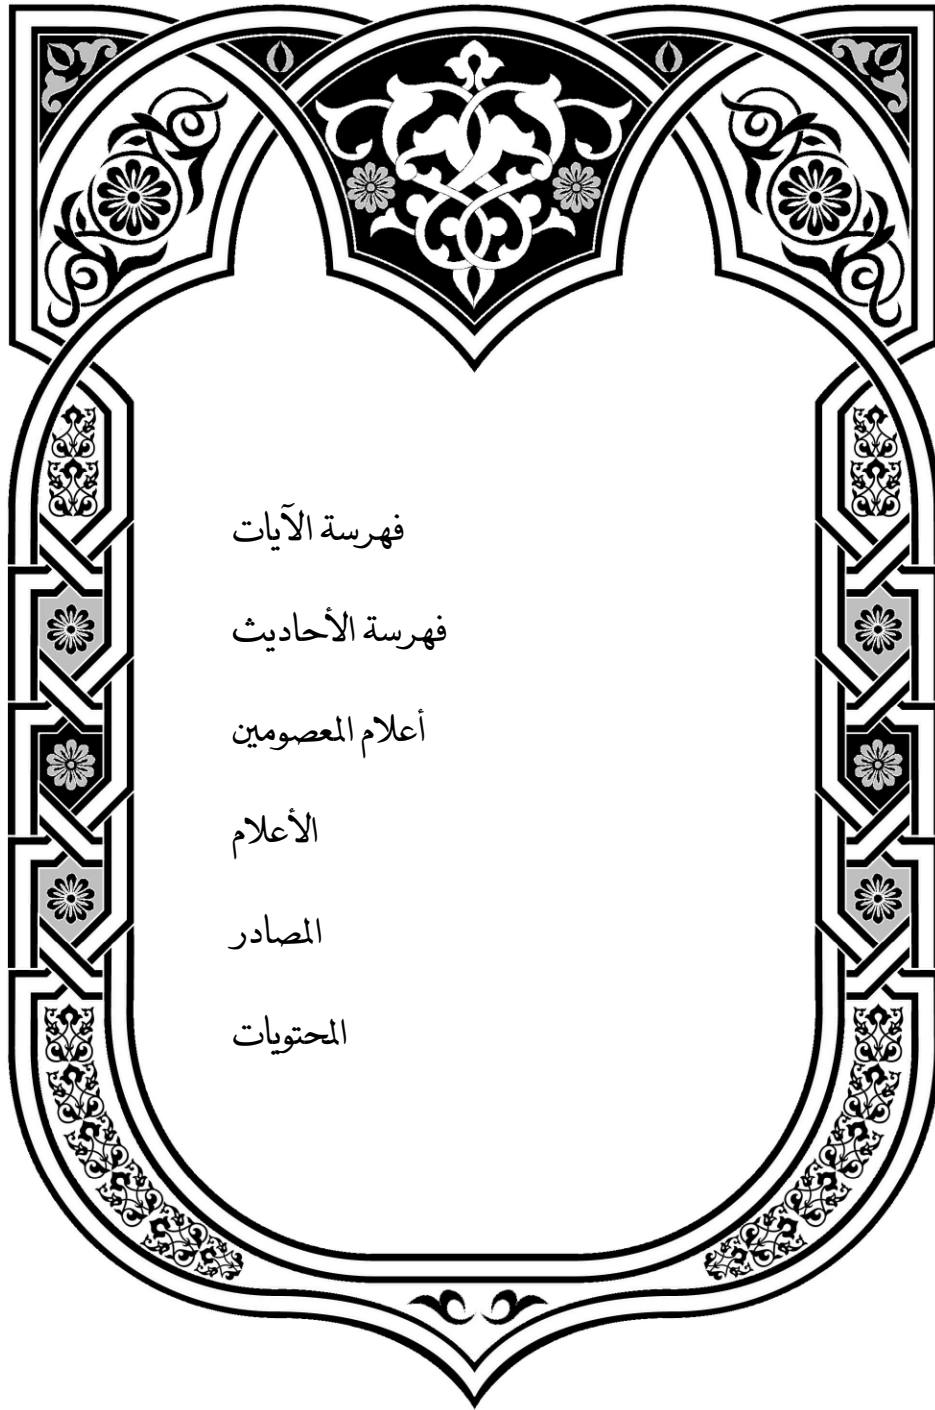 فهرسة الآيات
فهرسة الأحاديث
أعلام المعصومين
الأعلام
المصادر
المحتويات